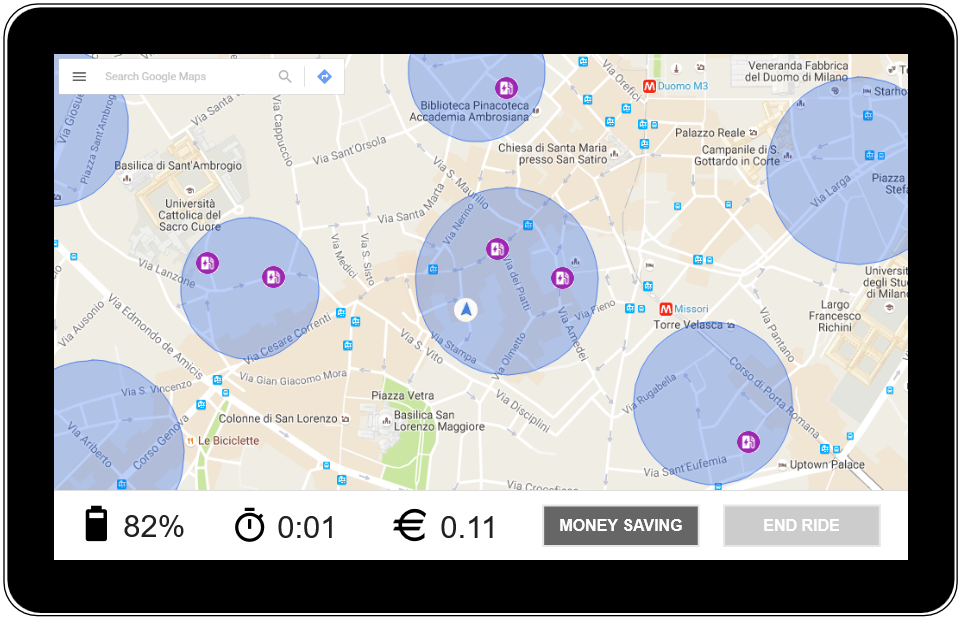 Search Google Maps
Via Giosue
Piazza Sant'Ambrogio
Via Cappuccio
Via Sant'Orsola
Basilica di Sant'Ambrogio
Università
Cattolica del
Sacro Cuore
Via Lanzone
Via Ausonio
Via Edmondo de Amicis
Via Santa Marta
Via S. Maurilio
Via Nerino
Via S. Sisto
Via Medici
Biblioteca Pinacoteca
Accademia Ambrosiana
Chiesa di Santa Maria
presso San Satiro
Via Orefici
M
Duomo M3
Veneranda Fabbrica
del Duomo di Milano
Starho
Palazzo Reale
Campanile di S.
Gottardo in Corte
Via Larga
Piazza
Stefa
Universit
degli Stu
di Milano
Largo
Francesco
Richini
M
Missori
Torre Velasca
Via Pantano
Via dei Piatti
Via Fieno
Via Amedei
Via Olmetto
Via Stampa
Via S. Vito
Via Disciplini
Via Cesare Correnti
Via Gian Giacomo Mora
Via S. Vincenzo
Via Ariberto
Corso Genova
Colonne di San Lorenzo
Le Biciclette
Piazza Vetra
Basilica San
Lorenzo Maggiore
Via Rugabella
Corso di Porta Romana
Via Sant'Eufemia
Uptown Palace
Via Crocefisso
82%
0:01
€
0.11
MONEY SAVING
END RIDE